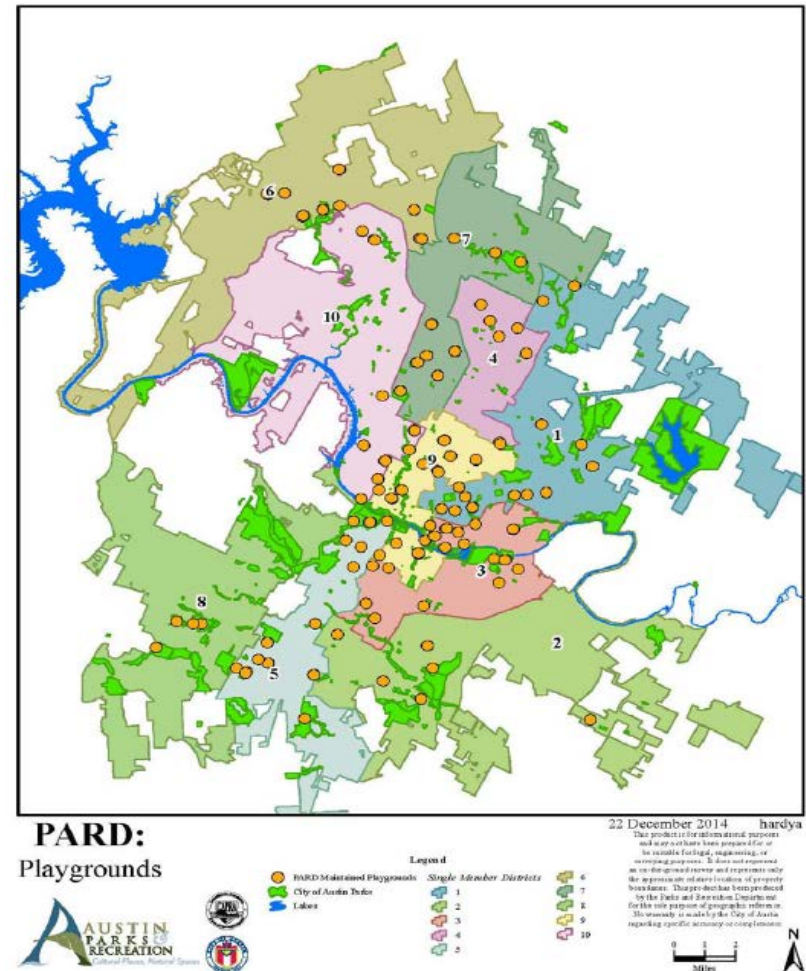 6
7
10
4
1
9
3
8
2
5
PARD:
Playgrounds
AUSTIN
PARKS &
RECREATION
Cultural Places, Natural Spaces
Legend
PARD Maintained Playgrounds
City of Austin Parks
Lakes
Single Member Districts
1
2
3
4
5
6
7
8
9
10
22 December 2014 hardya
This product is for informational purposes
and may not have been prepared for or
be suitable for legal, engineering, or
surveying purposes. It does not represent
an on-the-ground survey and represents only
the approximate relative location of property
boundaries. This product has been produced
by the Parks and Recreation Department
for the sole purpose of geographic reference.
No warranty is made by the City of Austin
regarding specific accuracy or completeness.
0 1 2
Miles
N